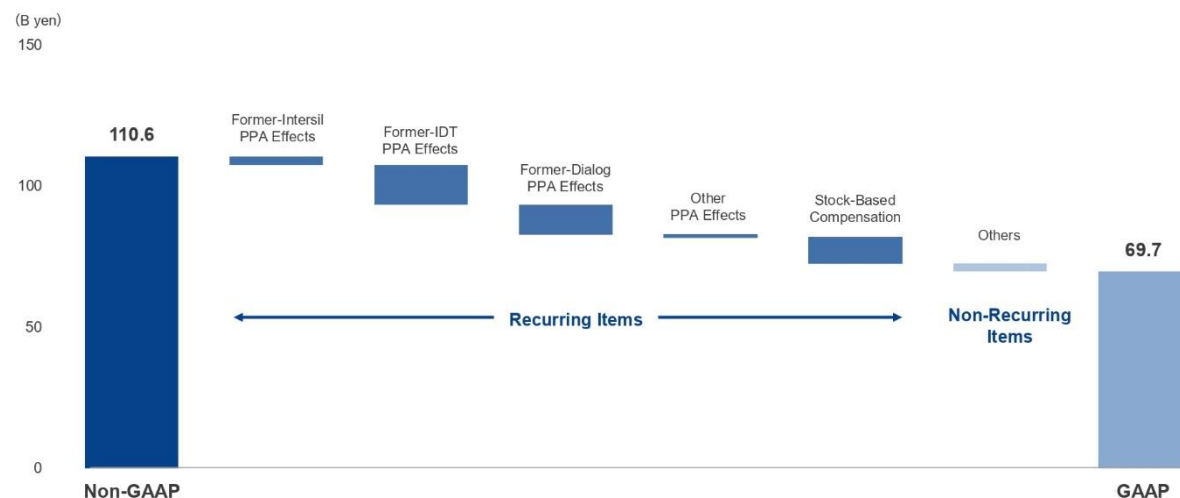 (B yen)
150
100
50
0
110.6
Former-Intersil
PPA Effects
Former-IDT
PPA Effects
Former-Dialog
PPA Effects
Other
PPA Effects
Stock-Based
Compensation
Others
69.7
Recurring Items
Non-Recurring
Items
Non-GAAP
GAAP